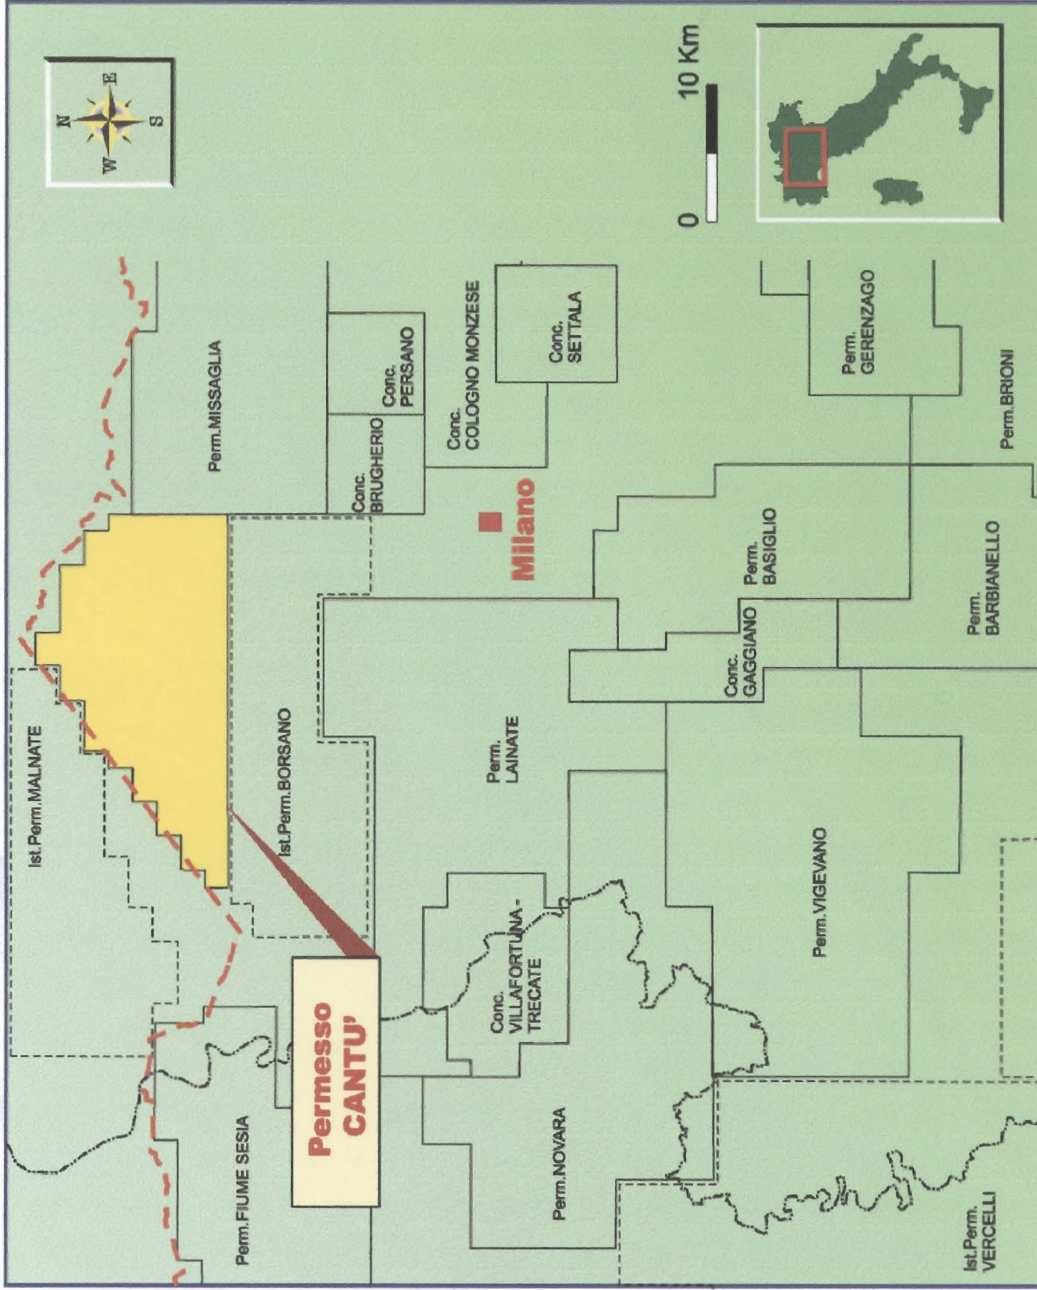 N
W
E
S
Ist.Perm.MALNATE
Perm.MISSAGLIA
Perm.FIUME SESIA
Permesso
CANTU'
Ist.Perm.BORSANO
Conc.
BRUGHERIO
Conc.
PERSANO
Conc.
COLOGNO MONZESE
Conc.
SETTALA
Milano
Perm.
LAINATE
Conc.
VILLAFORTUNA -
TRECATE
Perm.NOVARA
0
10 Km
Conc.
GAGGIANO
Perm.
BASIGLIO
Perm.
GERENZAGO
Perm.VIGEVANO
Perm.
BARBIANELLO
Perm.BRIONI
Ist.Perm.
VERCELLI